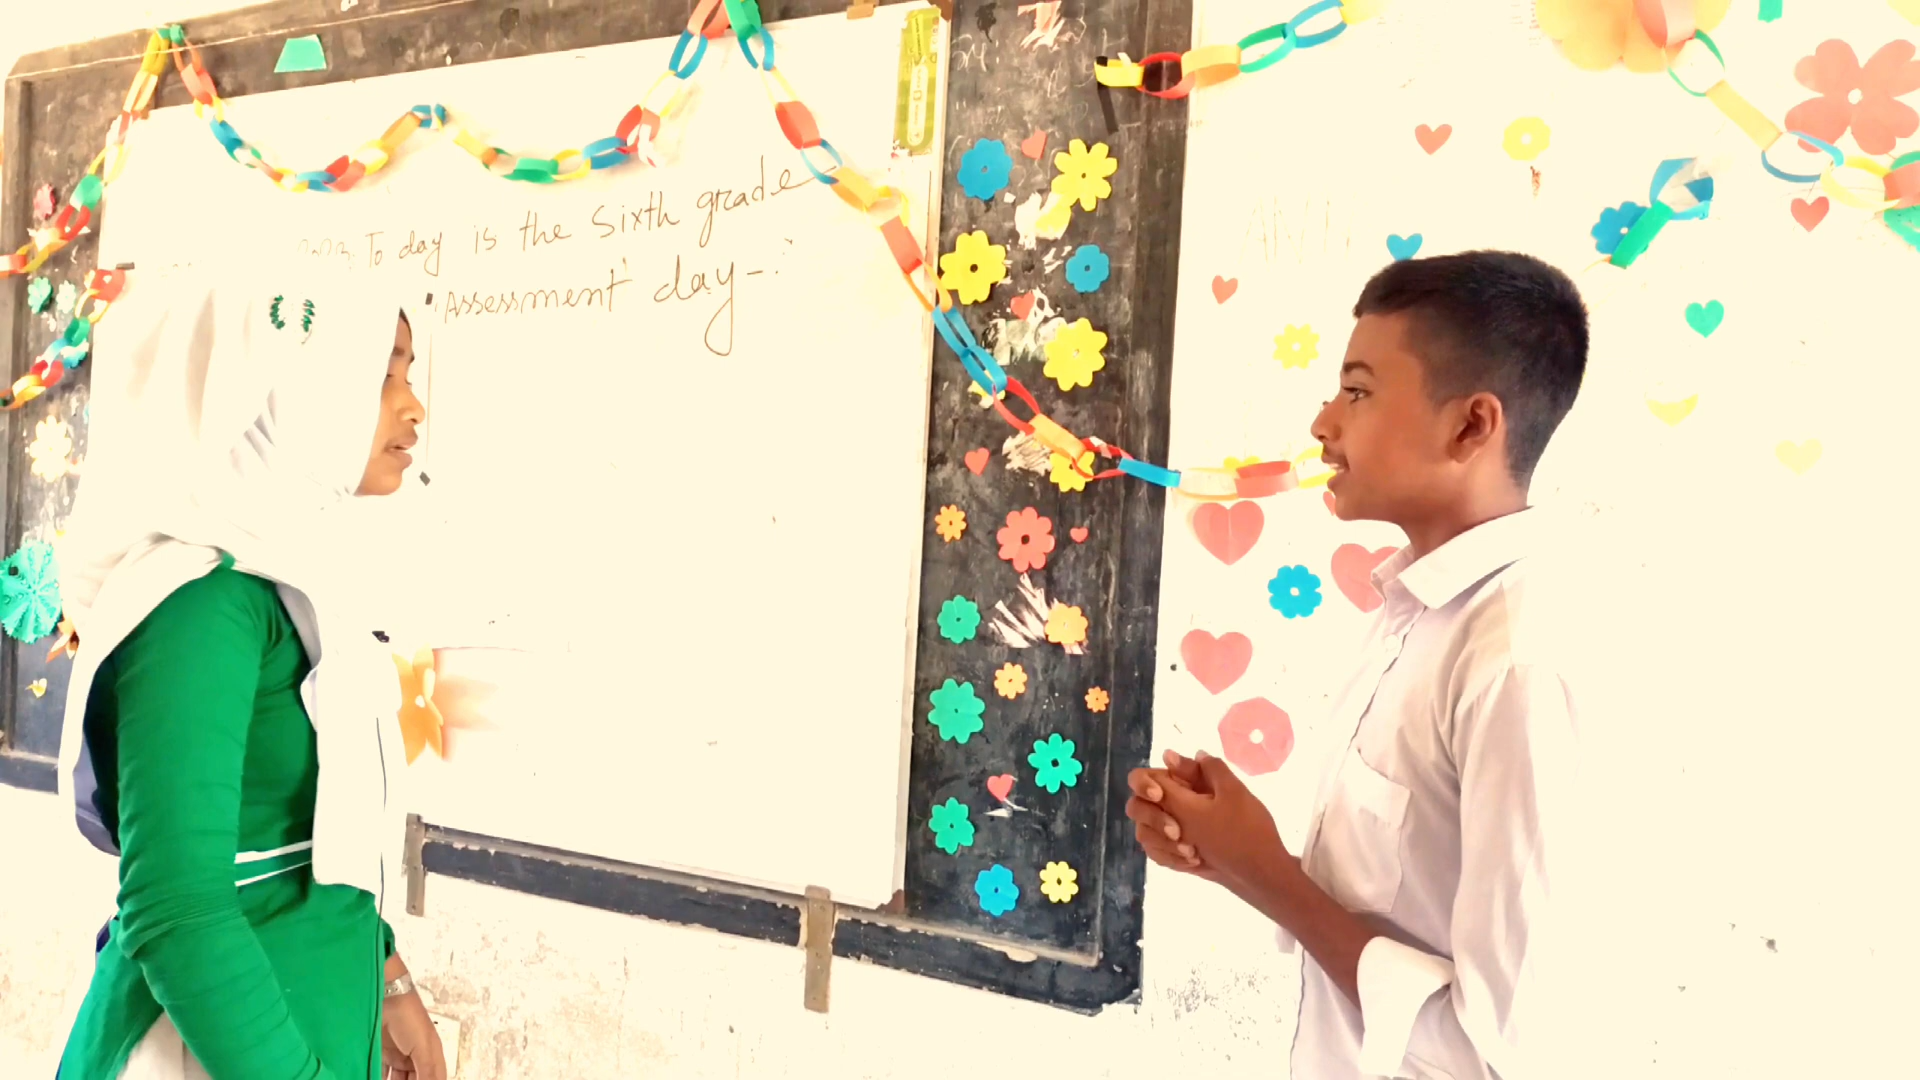 To day is the Sixth grade
'Assessment' day-: